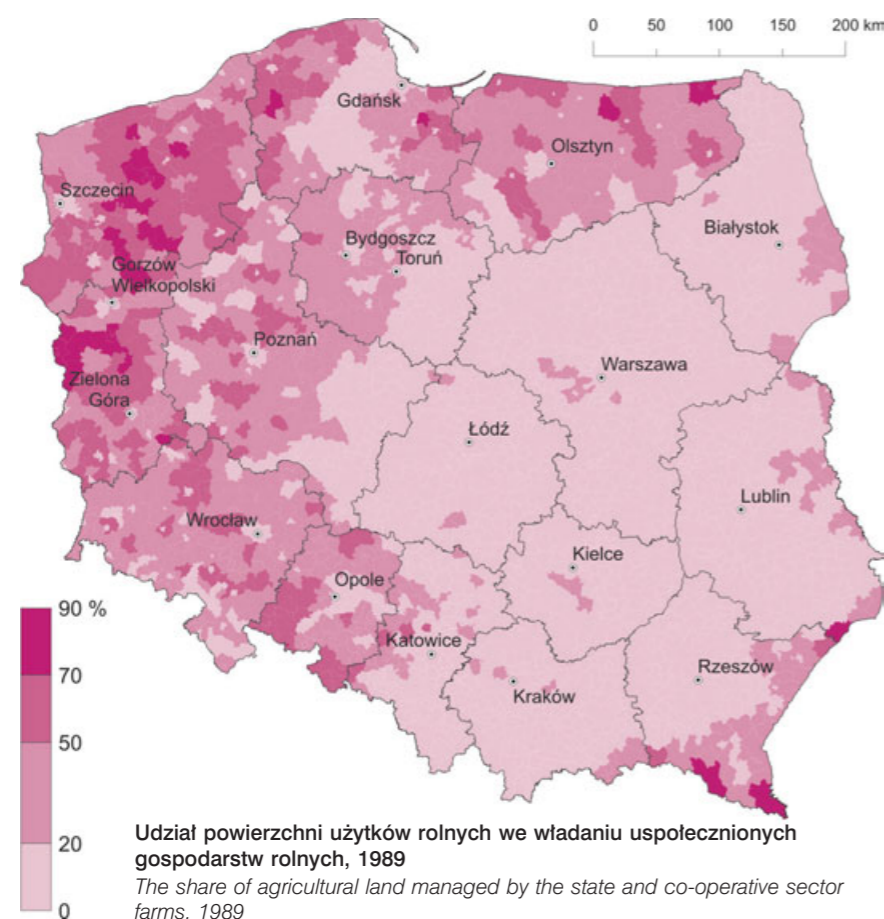 0 50 100 150 200 km
Gdańsk
Olsztyn
Szczecin
Białystok
Bydgoszcz
Toruń
Gorzów
Wielkopolski
Poznań
Warszawa
Zielona
Góra
Łódź
Lublin
Wrocław
Kielce
Opole
90 %
Katowice
Rzeszów
70
Kraków
50
20
0
Udział powierzchni użytków rolnych we władaniu uspołecznionych
gospodarstw rolnych, 1989
The share of agricultural land managed by the state and co-operative sector
farms, 1989